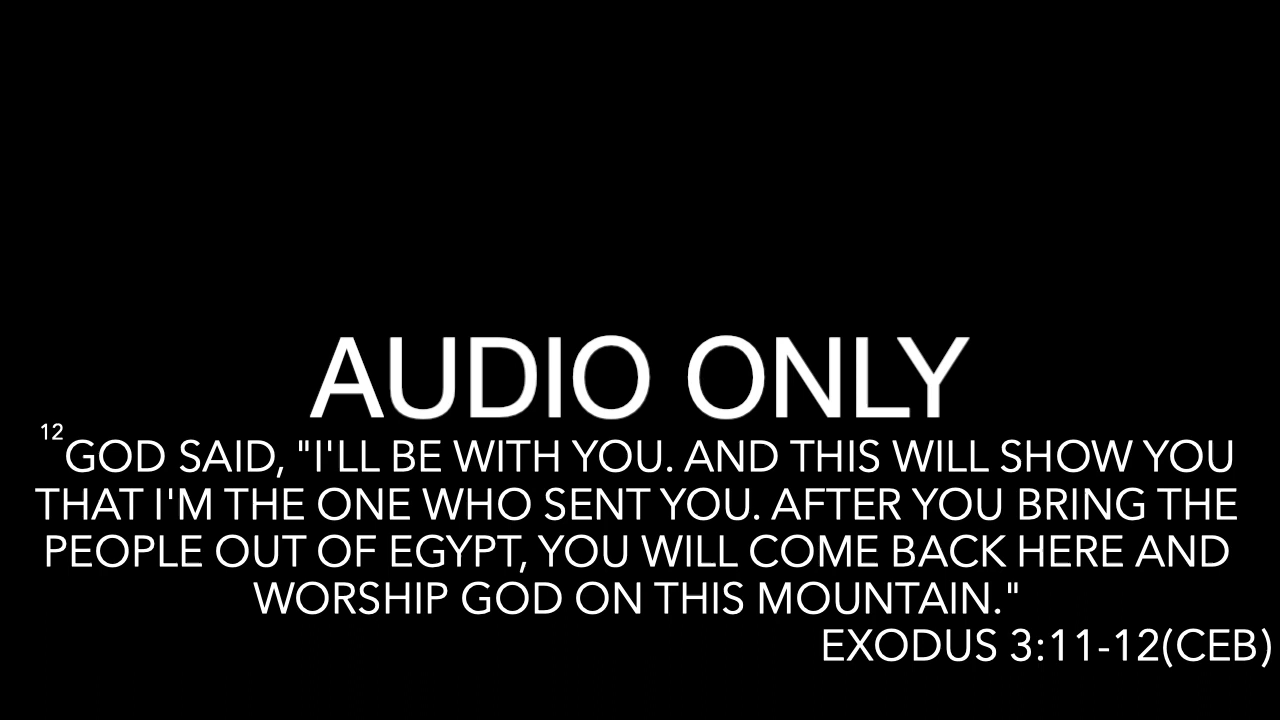 AUDIO ONLY
12GOD SAID, "I'LL BE WITH YOU. AND THIS WILL SHOW YOU
THAT I'M THE ONE WHO SENT YOU. AFTER YOU BRING THE
PEOPLE OUT OF EGYPT, YOU WILL COME BACK HERE AND
WORSHIP GOD ON THIS MOUNTAIN."
EXODUS 3:11-12(CEB)